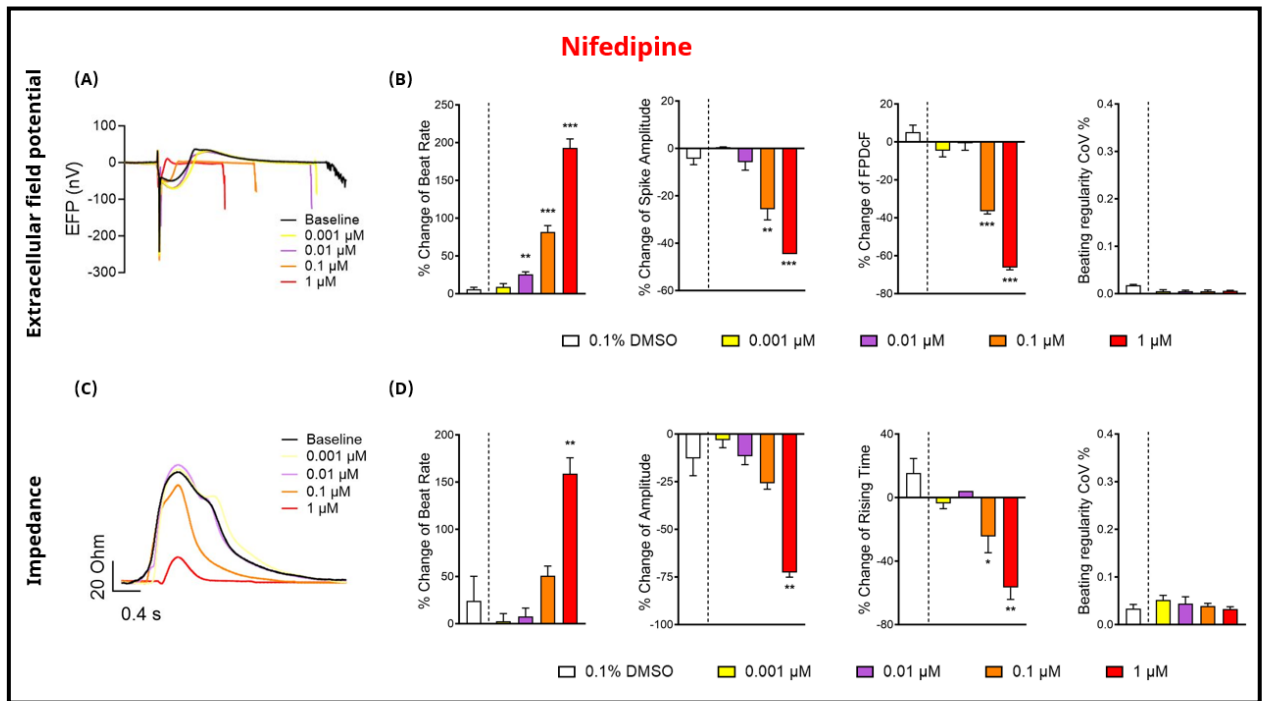 Nifedipine
Extracellular field potential
(A)
EFP (nV)
100
0
-100
-200
-300
Baseline
0.001 µM
0.01 µM
0.1 µM
1 µM
(B)
% Change of Beat Rate
250
200
150
100
50
0
**
***
***
% Change of Spike Amplitude
20
0
-20
-40
-60
**
***
% Change of FPDcF
20
0
-20
-40
-60
-80
***
***
Beating regularity CoV %
0.4
0.3
0.2
0.1
0.0
0.1% DMSO
0.001 µM
0.01 µM
0.1 µM
1 µM
Impedance
(C)
Baseline
0.001 µM
0.01 µM
0.1 µM
1 µM
20 Ohm
0.4 s
(D)
% Change of Beat Rate
200
150
100
50
0
**
% Change of Amplitude
0
-25
-50
-75
-100
**
% Change of Rising Time
40
0
-40
-80
*
**
Beating regularity CoV %
0.4
0.3
0.2
0.1
0.0
0.1% DMSO
0.001 µM
0.01 µM
0.1 µM
1 µM